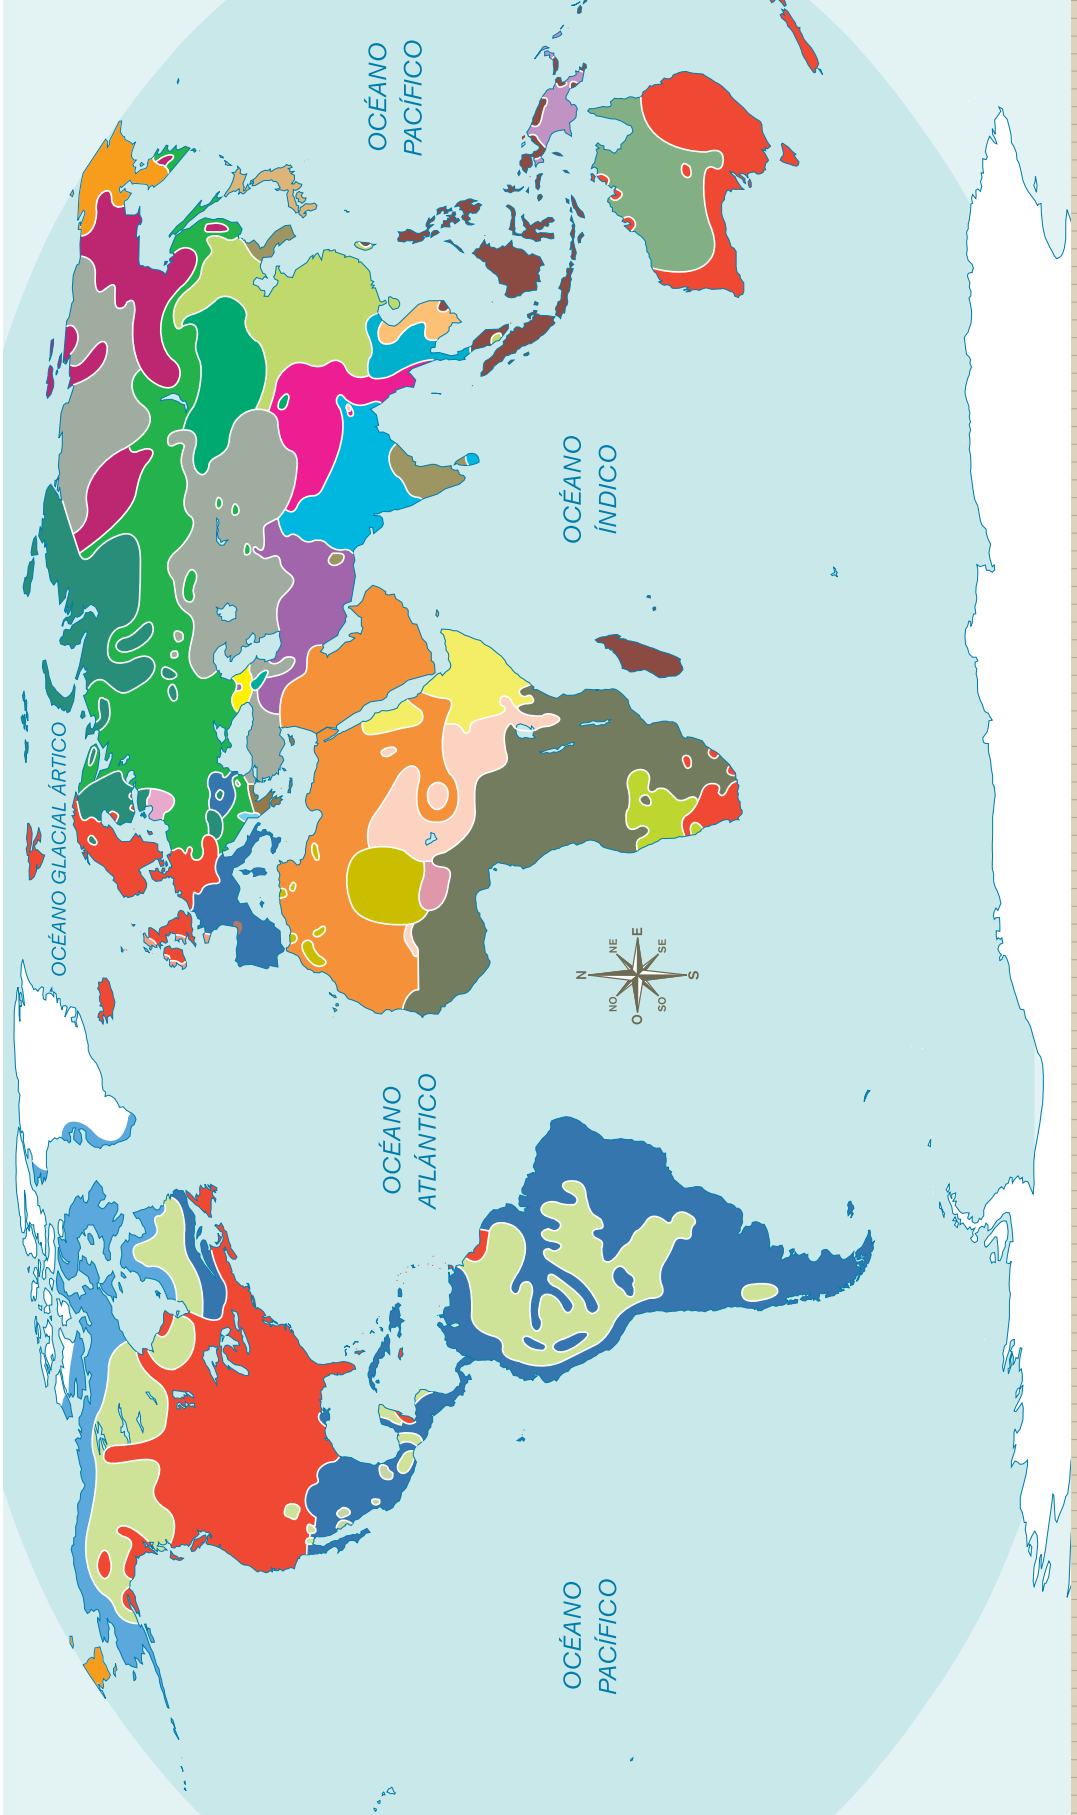 OCÉANO GLACIAL ÁRTICO
OCÉANO
PACÍFICO
OCÉANO
ATLÁNTICO
OCÉANO
ÍNDICO
OCÉANO
PACÍFICO
N
NO
NE
O
E
SO
SE
S